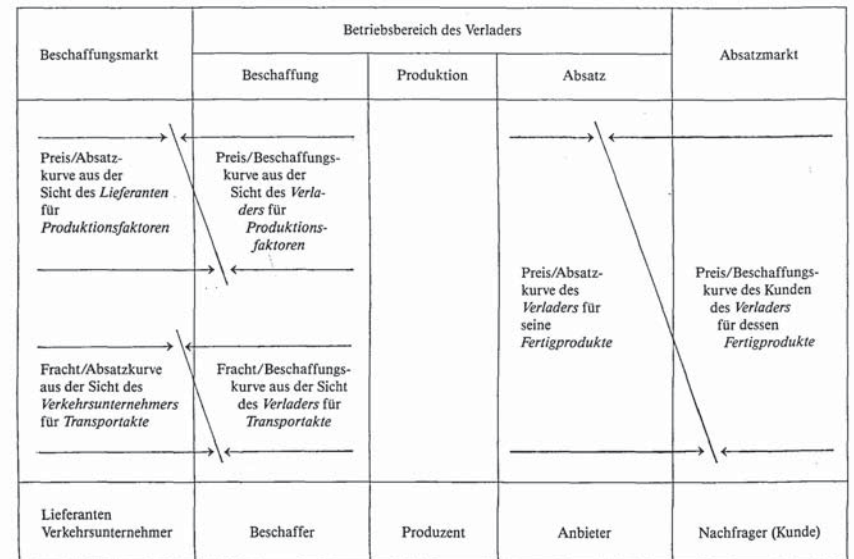 Beschaffungsmarkt
Betriebsbereich des Verladers
Absatzmarkt
Beschaffung
Produktion
Absatz
Preis/Absatz-
kurve aus der
Sicht des Lieferanten
für
Produktionsfaktoren
Preis/Beschaffungs-
kurve aus der
Sicht des Verla-
ders für
Produktions-
faktoren
Preis/Absatz-
kurve des
Verladers für
seine
Fertigprodukte
Preis/Beschaffungs-
kurve des Kunden
des Verladers
für dessen
Fertigprodukte
Fracht/Absatzkurve
aus der Sicht des
Verkehrsunternehmers
für Transportakte
Fracht/Beschaffungs-
kurve aus der Sicht
des Verladers für
Transportakte
Lieferanten
Verkehrsunternehmer
Beschaffer
Produzent
Anbieter
Nachfrager (Kunde)